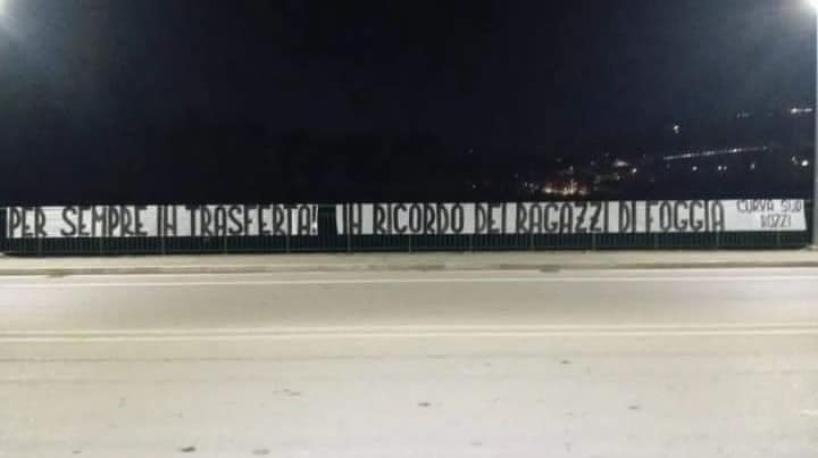 PER SEMPRE IN TRASFERTA! IN RICORDO DEI RAGAZZI DI FOGGIA
CURVA SUD
ROZZI